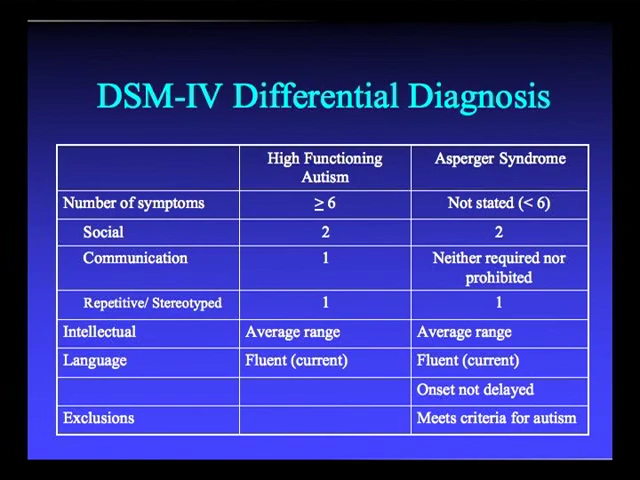 DSM-IV Differential Diagnosis
High Functioning Autism Asperger Syndrome
Number of symptoms ≥ 6 Not stated (< 6)
Social 2 2
Communication 1 Neither required nor prohibited
Repetitive/ Stereotyped 1 1
Intellectual Average range Average range
Language Fluent (current) Fluent (current)
Onset not delayed
Exclusions Meets criteria for autism